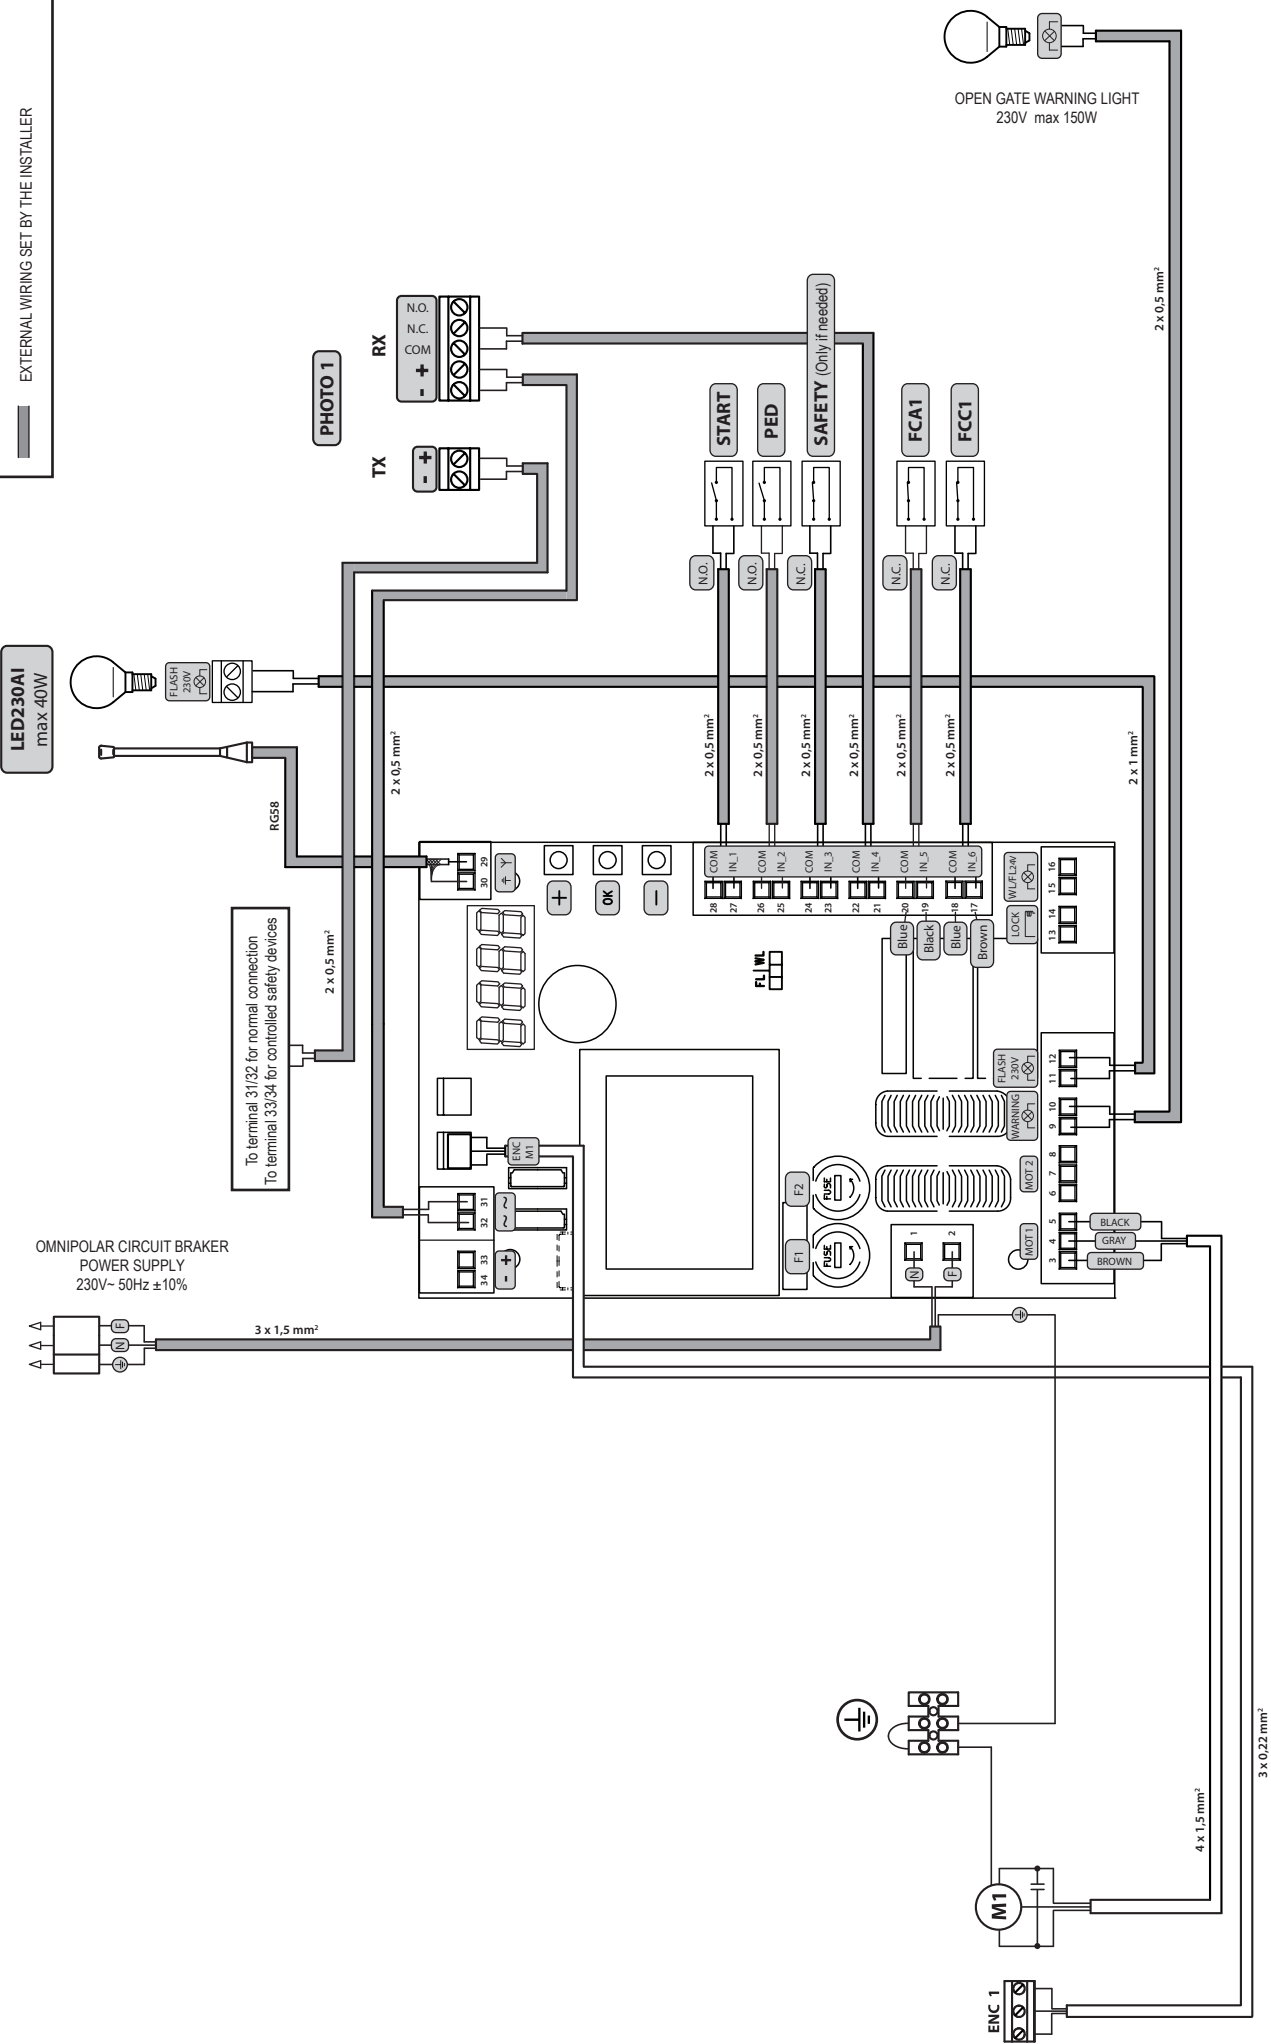 EXTERNAL WIRING SET BY THE INSTALLER
OPEN GATE WARNING LIGHT
230V max 150W
2 x 0,5 mm²
PHOTO 1
RX
N.O.
N.C.
COM
+
-
TX
- +
LED230AI
max 40W
FLASH
230V
RG58
2 x 0,5 mm²
2 x 0,5 mm²
To terminal 31/32 for normal connection
To terminal 33/34 for controlled safety devices
OMNIPOLAR CIRCUIT BRAKER
POWER SUPPLY
230V~ 50Hz ±10%
F
N
3 x 1,5 mm²
START
PED
SAFETY (Only if needed)
FCA1
FCC1
N.O.
N.O.
N.C.
N.C.
N.C.
2 x 0,5 mm²
2 x 0,5 mm²
2 x 0,5 mm²
2 x 0,5 mm²
2 x 0,5 mm²
2 x 0,5 mm²
2 x 1 mm²
29
30
+
OK
-
COM
IN_1
COM
IN_2
COM
IN_3
COM
IN_4
COM
IN_5
COM
IN_6
28
27
26
25
24
23
22
21
20
19
18
17
Blue
Black
Blue
Brown
FL WL
WL/FL24V
LOCK
16
15
14
13
FLASH
230V
WARNING
12
11
10
9
8
7
6
5
4
3
MOT 2
MOT 1
BLACK
GRAY
BROWN
ENC
M1
31
32
33
34
~ ~
- +
F2
F1
FUSE
FUSE
1
2
N
F
M1
ENC 1
4 x 1,5 mm²
3 x 0,22 mm²